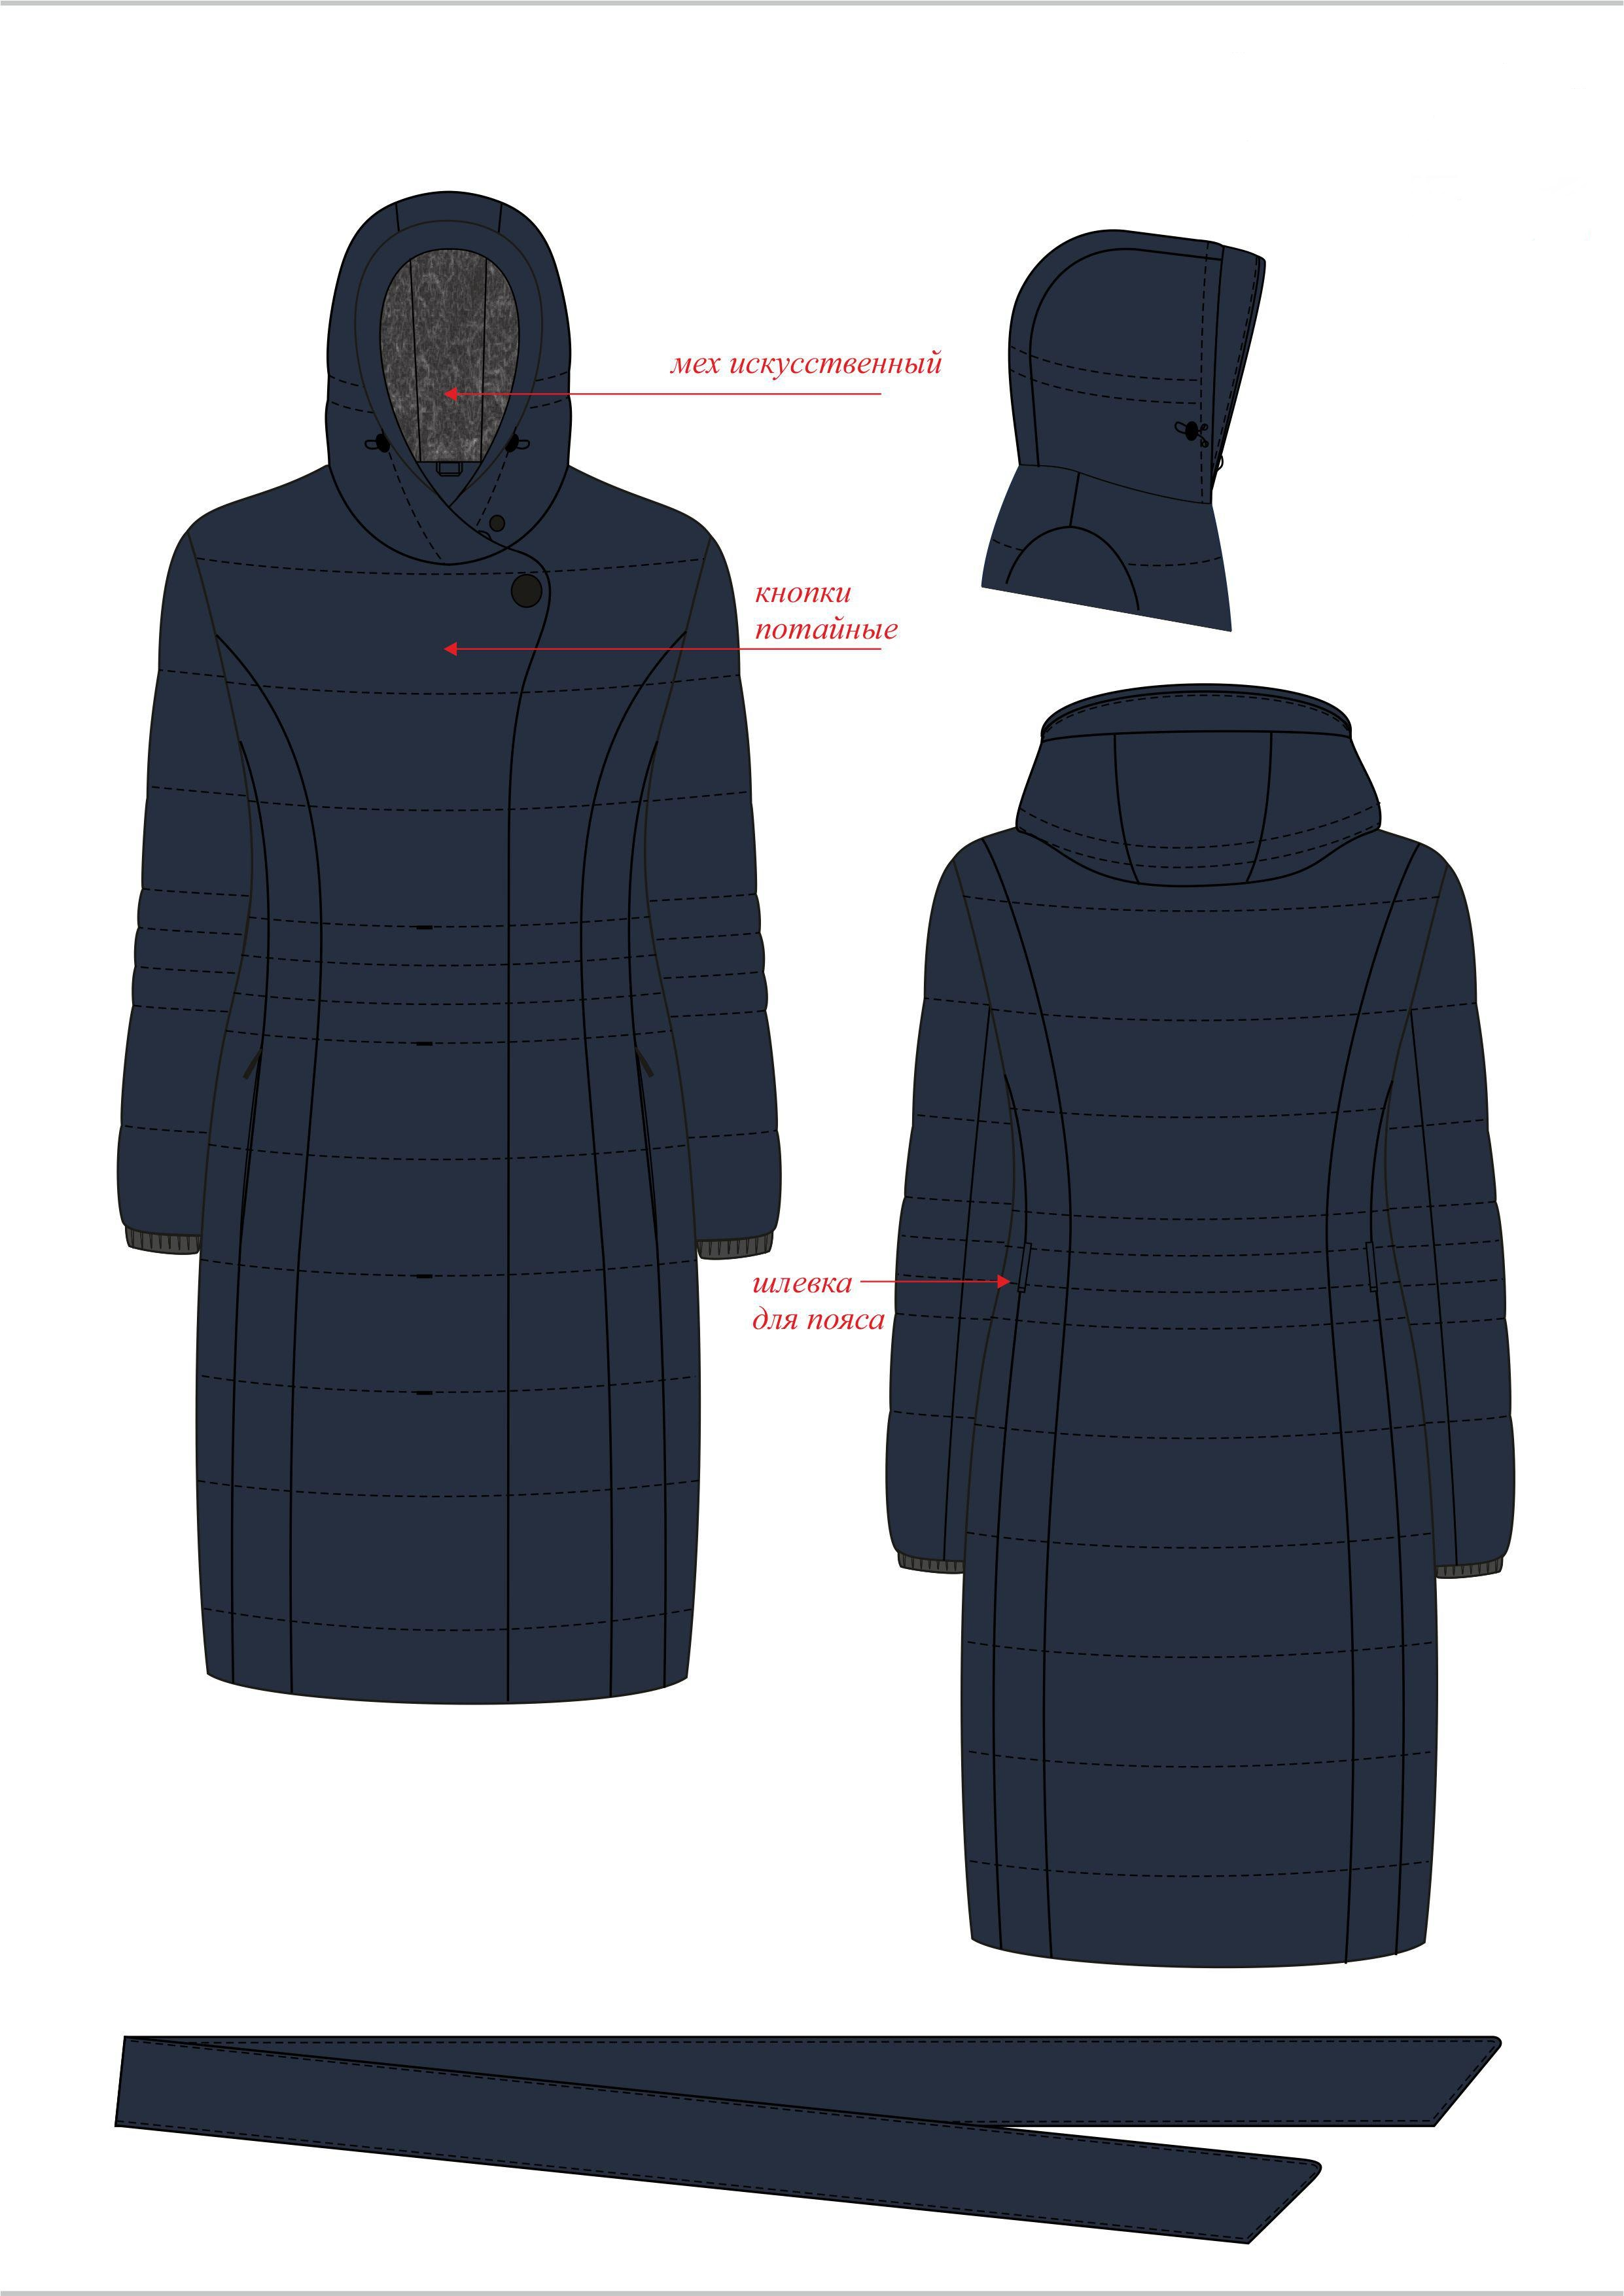 мех искусственный
кнопки
потайные
шлевка
для пояса